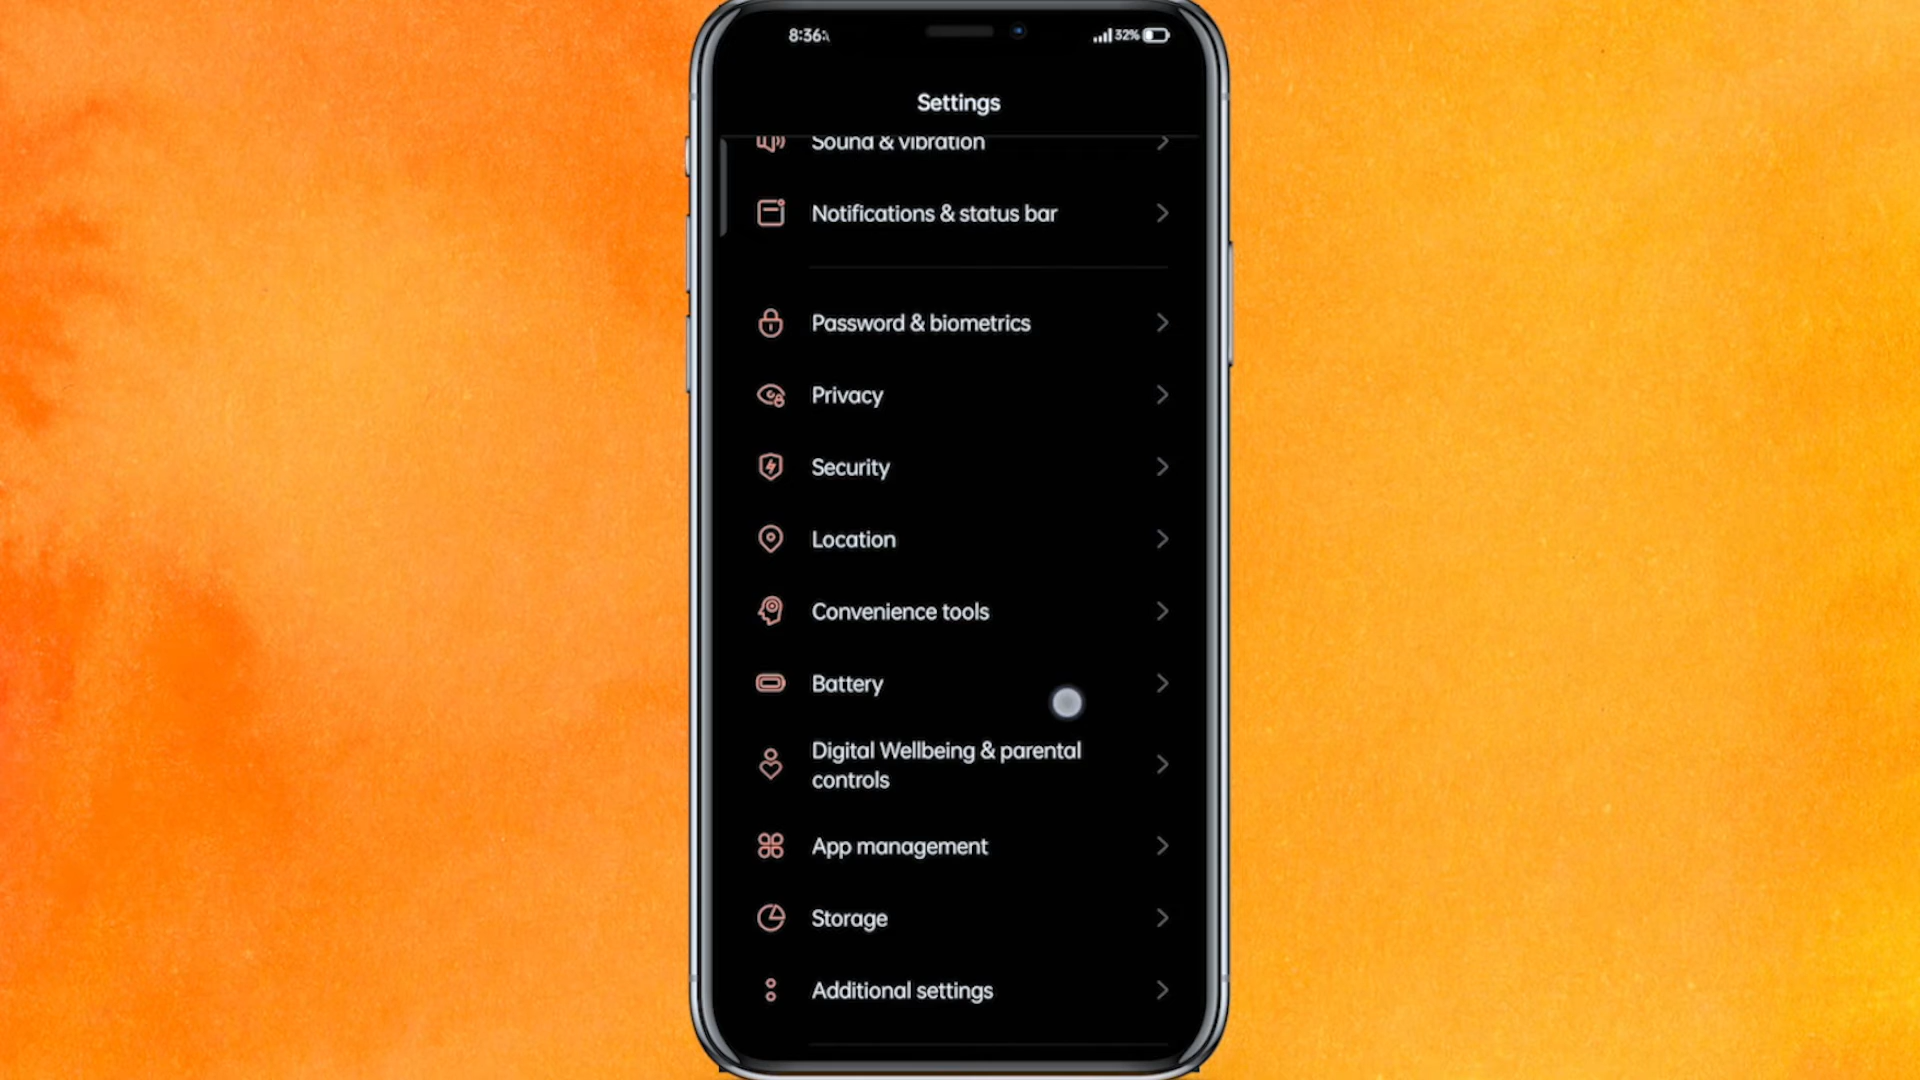 8:36
32%
Settings
Sound & vibration
Notifications & status bar
Password & biometrics
Privacy
Security
Location
Convenience tools
Battery
Digital Wellbeing & parental
controls
App management
Storage
Additional settings